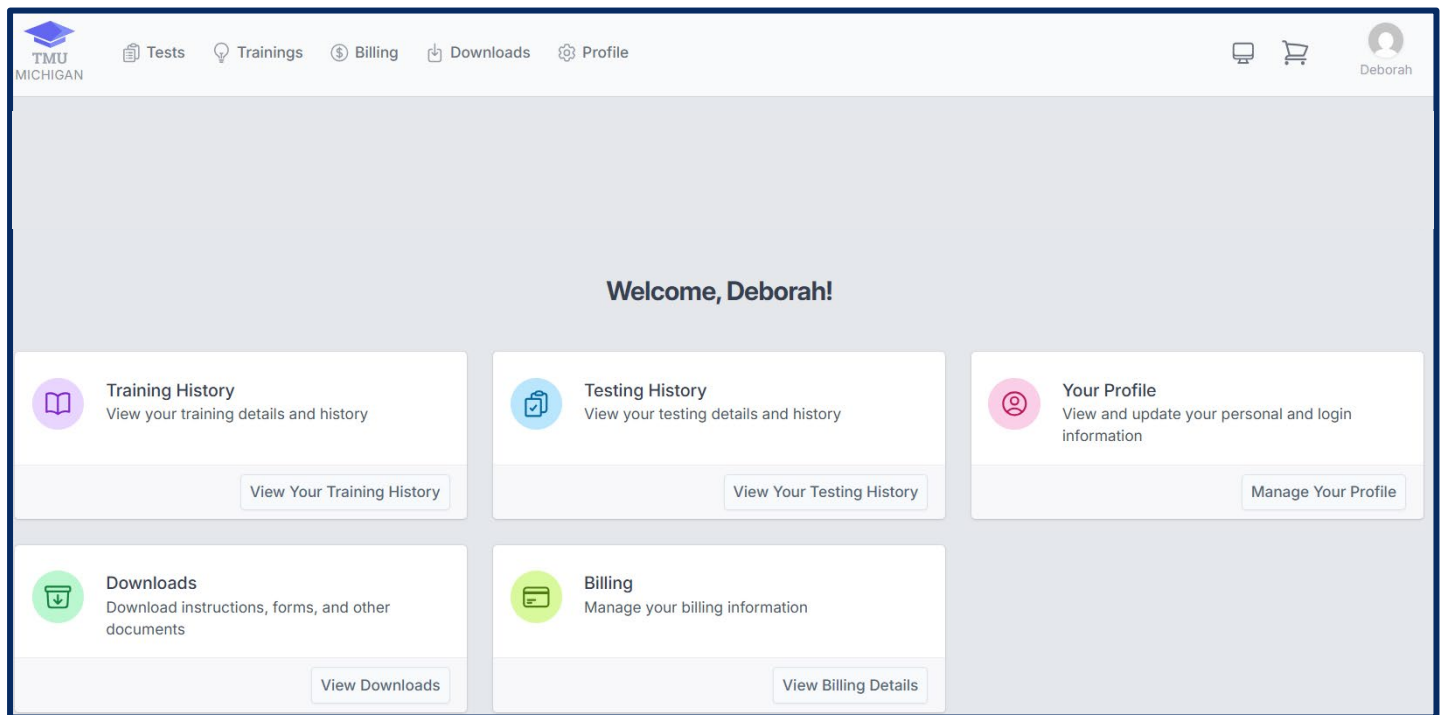 TMU
MICHIGAN
Tests
Trainings
Billing
Downloads
Profile
Deborah
Welcome, Deborah!
Training History
View your training details and history
View Your Training History
Testing History
View your testing details and history
View Your Testing History
Your Profile
View and update your personal and login
information
Manage Your Profile
Downloads
Download instructions, forms, and other
documents
View Downloads
Billing
Manage your billing information
View Billing Details